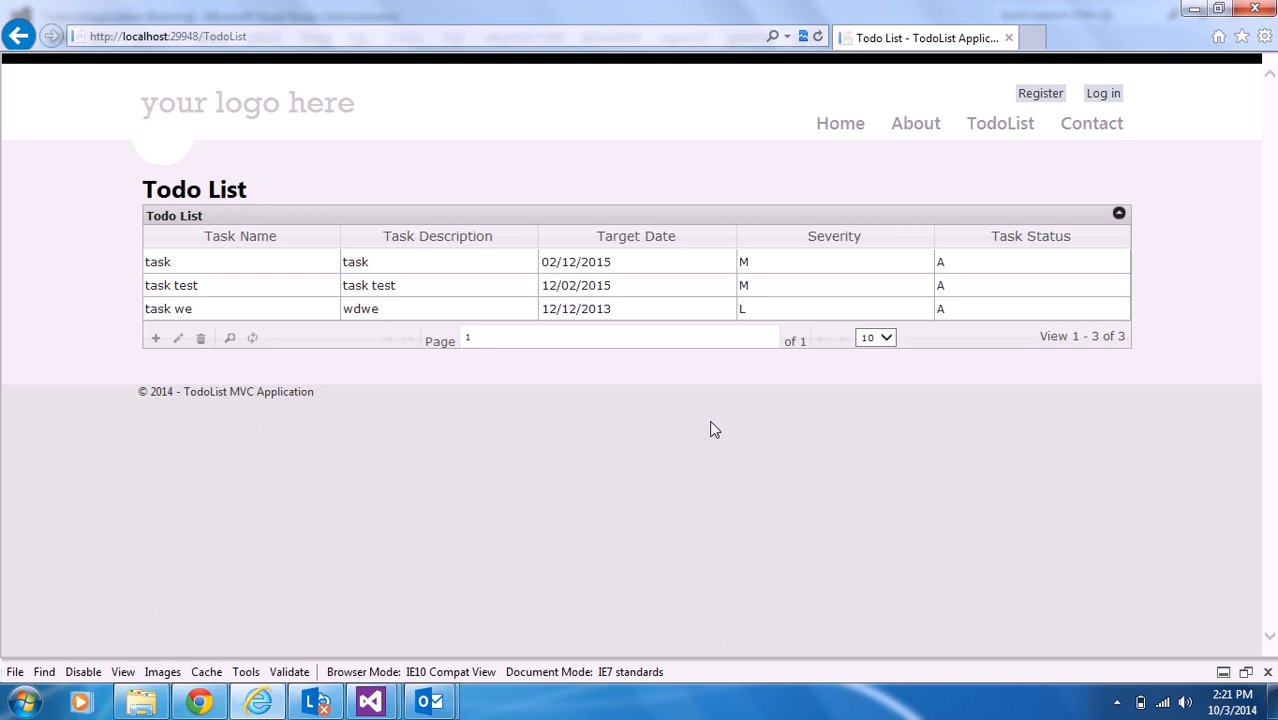 http://localhost:29948/TodoList
Todo List - TodoList Applic...
your logo here
Register Log in
Home About TodoList Contact
Todo List
Todo List
Task Name Task Description Target Date Severity Task Status
task task 02/12/2015 M A
task test task test 12/02/2015 M A
task we wdwe 12/12/2013 L A
Page 1 of 1 10 View 1 - 3 of 3
© 2014 - TodoList MVC Application
File Find Disable View Images Cache Tools Validate Browser Mode: IE10 Compat View Document Mode: IE7 standards
2:21 PM
10/3/2014